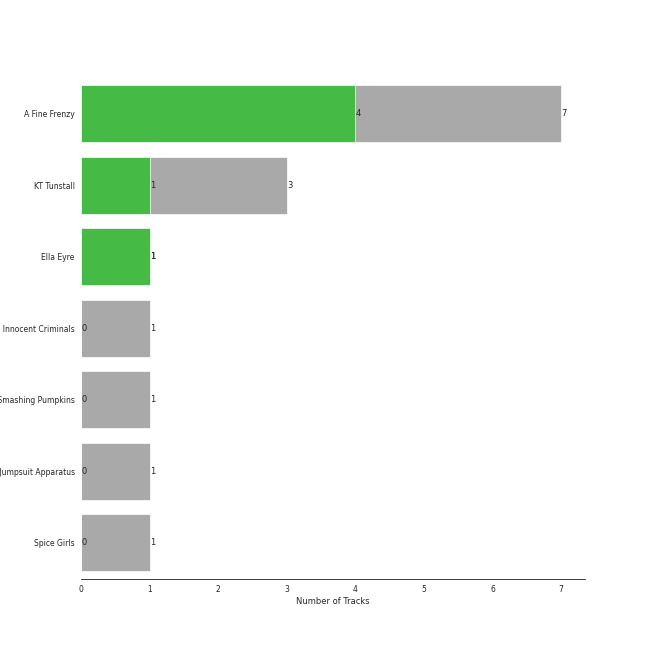 A Fine Frenzy 4 7
KT Tunstall 1 3
Ella Eyre 1
Innocent Criminals 0 1
Smashing Pumpkins 0 1
Jumpsuit Apparatus 0 1
Spice Girls 0 1
0 1 2 3 4 5 6 7
Number of Tracks